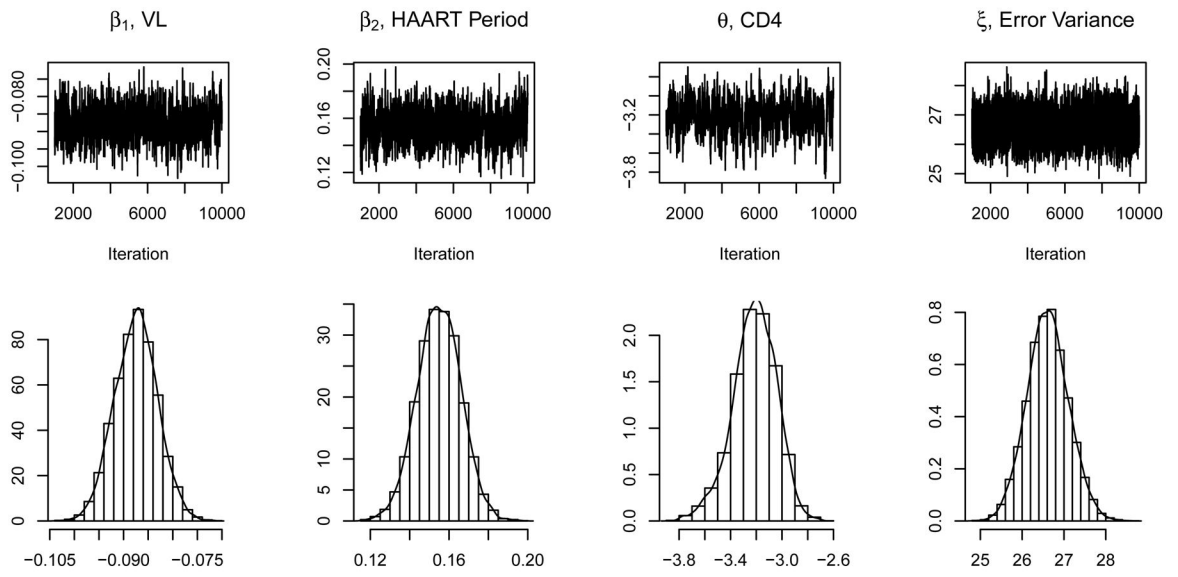 β1, VL
β2, HAART Period
θ, CD4
ξ, Error Variance
−0.080
−0.100
2000 6000 10000
Iteration
0.20
0.16
0.12
2000 6000 10000
Iteration
−3.2
−3.8
2000 6000 10000
Iteration
27
25
2000 6000 10000
Iteration
80
60
40
20
0
−0.105 −0.090 −0.075
30
20
10
5
0
0.12 0.16 0.20
2.0
1.5
1.0
0.5
0.0
−3.8 −3.4 −3.0 −2.6
0.8
0.6
0.4
0.2
0.0
25 26 27 28